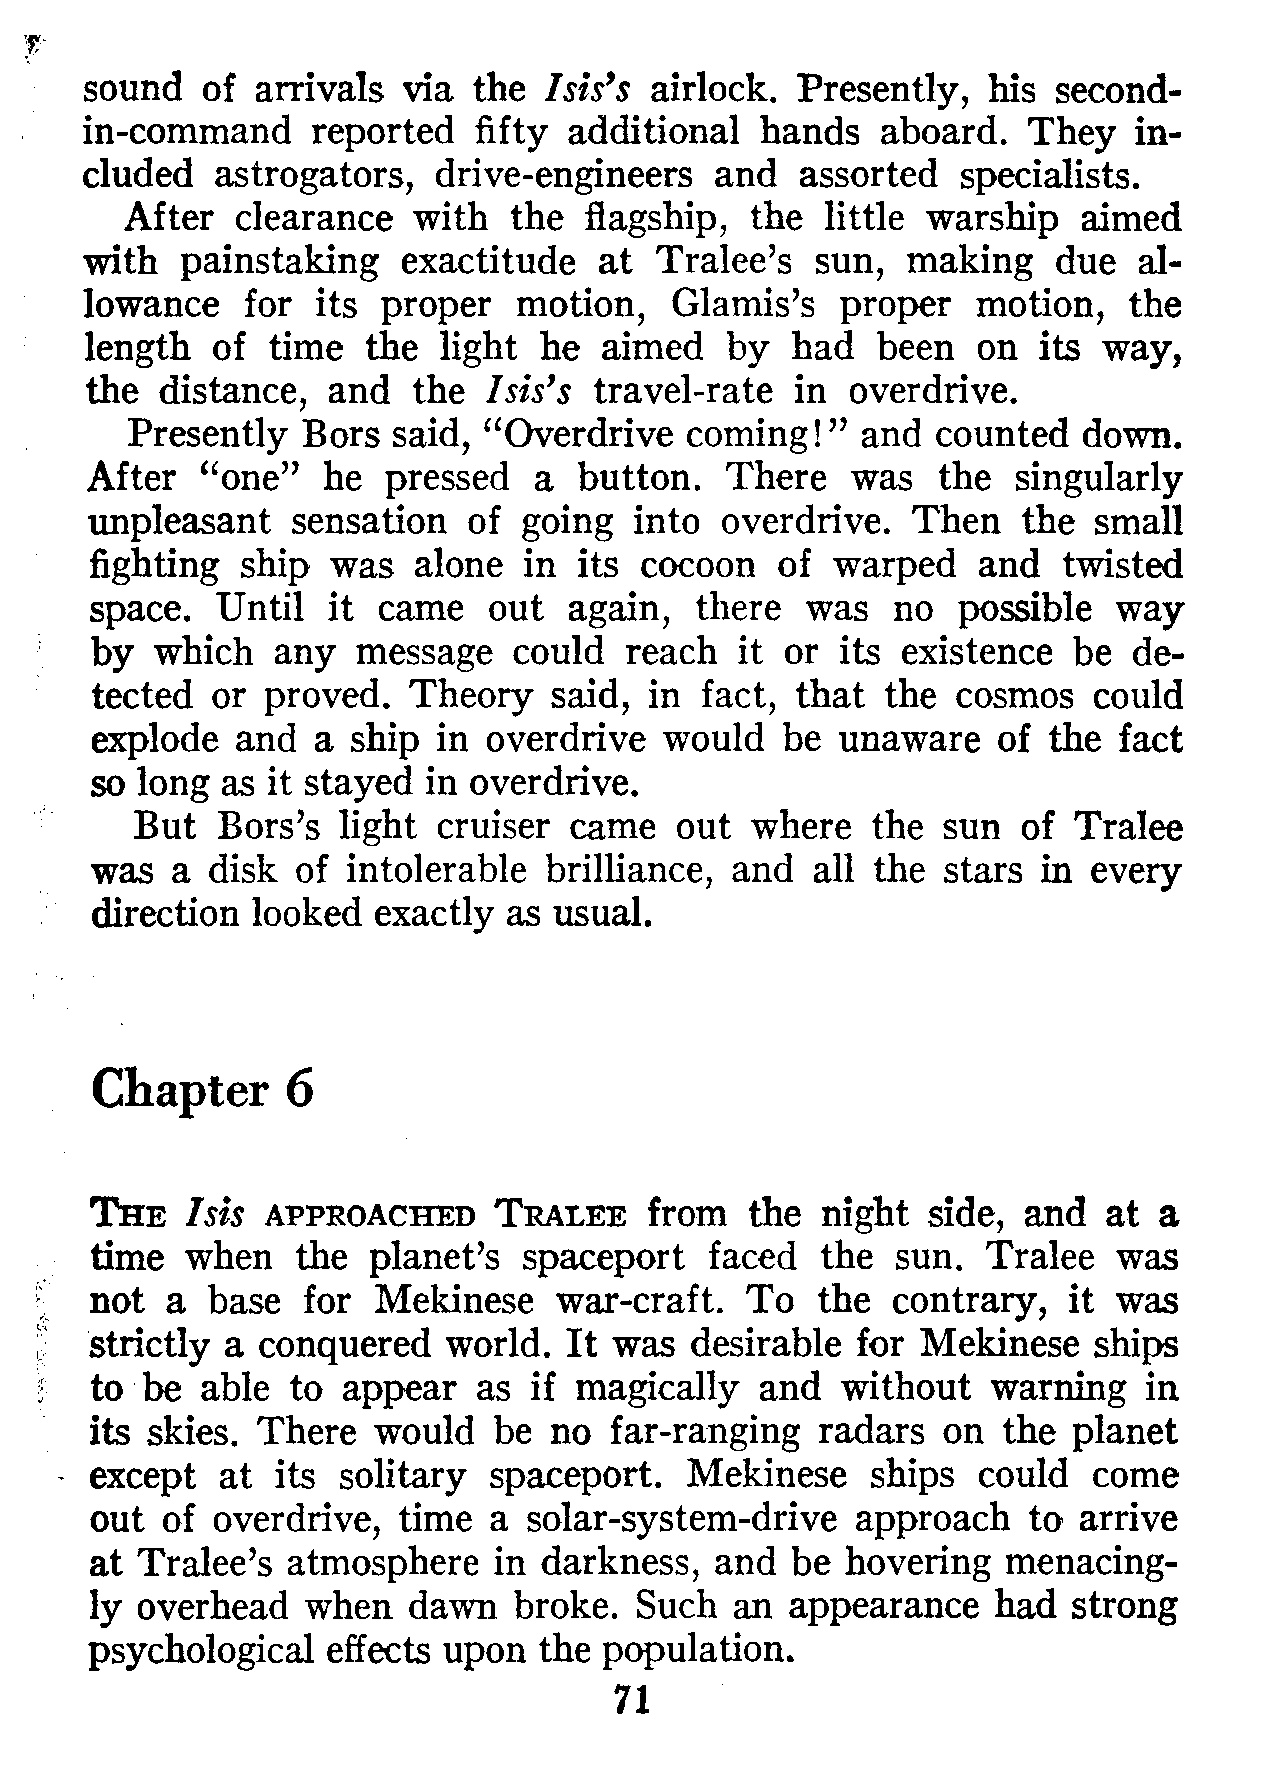 sound of arrivals via the Isis's airlock. Presently, his second-
in-command reported fifty additional hands aboard. They in-
cluded astrogators, drive-engineers and assorted specialists.
After clearance with the flagship, the little warship aimed
with painstaking exactitude at Tralee's sun, making due al-
lowance for its proper motion, Glamis's proper motion, the
length of time the light he aimed by had been on its way,
the distance, and the Isis's travel-rate in overdrive.
Presently Bors said, “Overdrive coming!” and counted down.
After “one” he pressed a button. There was the singularly
unpleasant sensation of going into overdrive. Then the small
fighting ship was alone in its cocoon of warped and twisted
space. Until it came out again, there was no possible way
by which any message could reach it or its existence be de-
tected or proved. Theory said, in fact, that the cosmos could
explode and a ship in overdrive would be unaware of the fact
so long as it stayed in overdrive.
But Bors's light cruiser came out where the sun of Tralee
was a disk of intolerable brilliance, and all the stars in every
direction looked exactly as usual.
Chapter 6
THE Isis APPROACHED TRALEE from the night side, and at a
time when the planet's spaceport faced the sun. Tralee was
not a base for Mekinese war-craft. To the contrary, it was
strictly a conquered world. It was desirable for Mekinese ships
to be able to appear as if magically and without warning in
its skies. There would be no far-ranging radars on the planet
except at its solitary spaceport. Mekinese ships could come
out of overdrive, time a solar-system-drive approach to arrive
at Tralee's atmosphere in darkness, and be hovering menacing-
ly overhead when dawn broke. Such an appearance had strong
psychological effects upon the population.
71